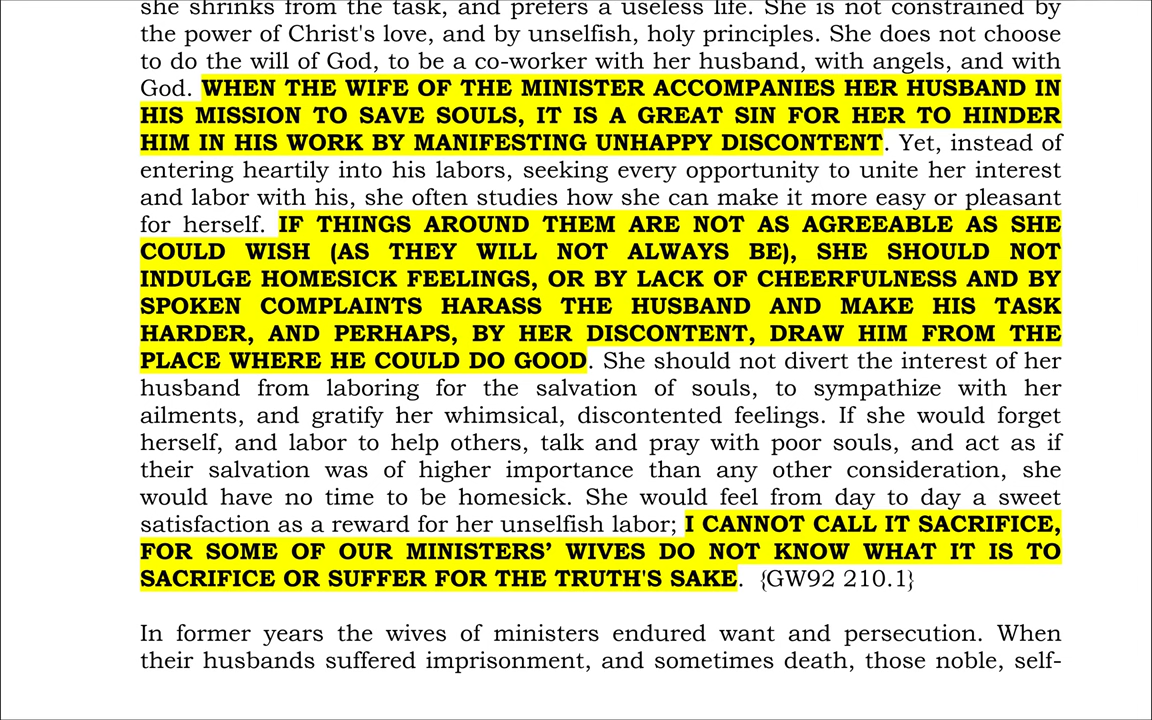 she shrinks from the task, and prefers a useless life. She is not constrained by
the power of Christ's love, and by unselfish, holy principles. She does not choose
to do the will of God, to be a co-worker with her husband, with angels, and with
God. WHEN THE WIFE OF THE MINISTER ACCOMPANIES HER HUSBAND IN
HIS MISSION TO SAVE SOULS, IT IS A GREAT SIN FOR HER TO HINDER
HIM IN HIS WORK BY MANIFESTING UNHAPPY DISCONTENT. Yet, instead of
entering heartily into his labors, seeking every opportunity to unite her interest
and labor with his, she often studies how she can make it more easy or pleasant
for herself. IF THINGS AROUND THEM ARE NOT AS AGREEABLE AS SHE
COULD WISH (AS THEY WILL NOT ALWAYS BE), SHE SHOULD NOT
INDULGE HOMESICK FEELINGS, OR BY LACK OF CHEERFULNESS AND BY
SPOKEN COMPLAINTS HARASS THE HUSBAND AND MAKE HIS TASK
HARDER, AND PERHAPS, BY HER DISCONTENT, DRAW HIM FROM THE
PLACE WHERE HE COULD DO GOOD. She should not divert the interest of her
husband from laboring for the salvation of souls, to sympathize with her
ailments, and gratify her whimsical, discontented feelings. If she would forget
herself, and labor to help others, talk and pray with poor souls, and act as if
their salvation was of higher importance than any other consideration, she
would have no time to be homesick. She would feel from day to day a sweet
satisfaction as a reward for her unselfish labor; I CANNOT CALL IT SACRIFICE,
FOR SOME OF OUR MINISTERS’ WIVES DO NOT KNOW WHAT IT IS TO
SACRIFICE OR SUFFER FOR THE TRUTH'S SAKE. {GW92 210.1}
In former years the wives of ministers endured want and persecution. When
their husbands suffered imprisonment, and sometimes death, those noble, self-